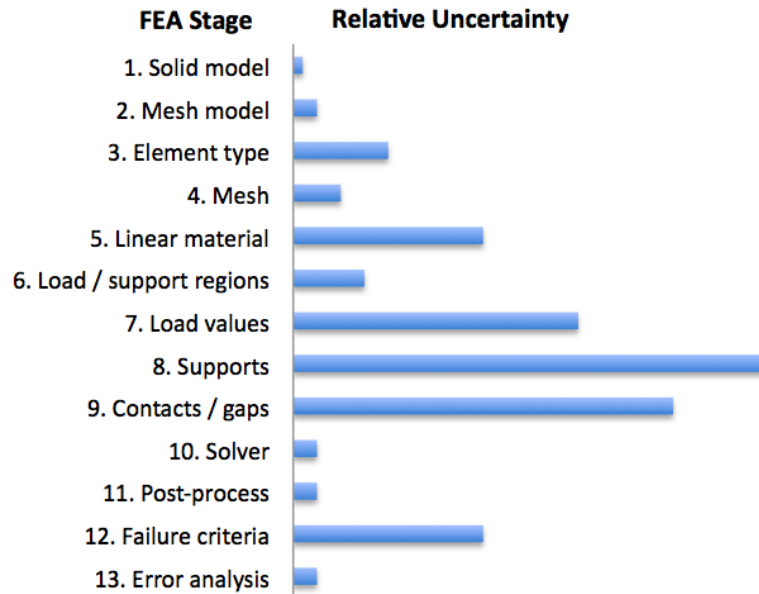 FEA Stage Relative Uncertainty
1. Solid model
2. Mesh model
3. Element type
4. Mesh
5. Linear material
6. Load / support regions
7. Load values
8. Supports
9. Contacts / gaps
10. Solver
11. Post-process
12. Failure criteria
13. Error analysis